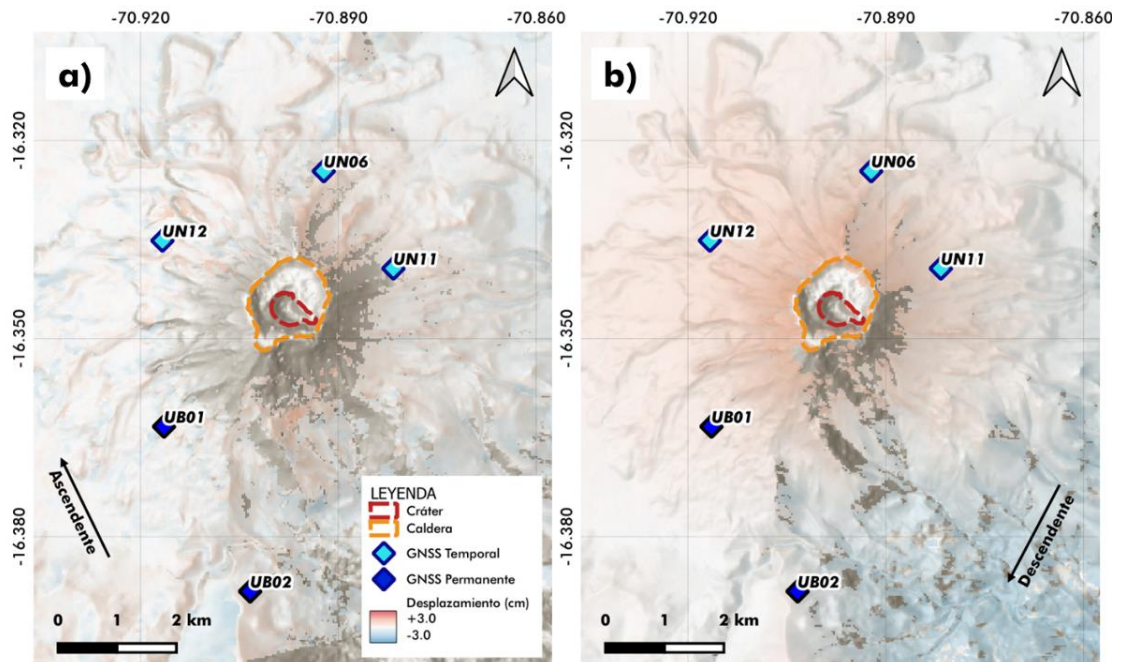 -70.920 -70.890 -70.860 -70.920 -70.890 -70.860
a)
b)
-16.320
-16.320
UN06
UN06
UN12
UN12
UN11
UN11
-16.350
-16.350
UB01
UB01
Ascendente
LEYENDA
Cráter
Caldera
GNSS Temporal
GNSS Permanente
Desplazamiento (cm)
+3.0
-3.0
-16.380
-16.380
Descendente
UB02
UB02
0 1 2 km
0 1 2 km